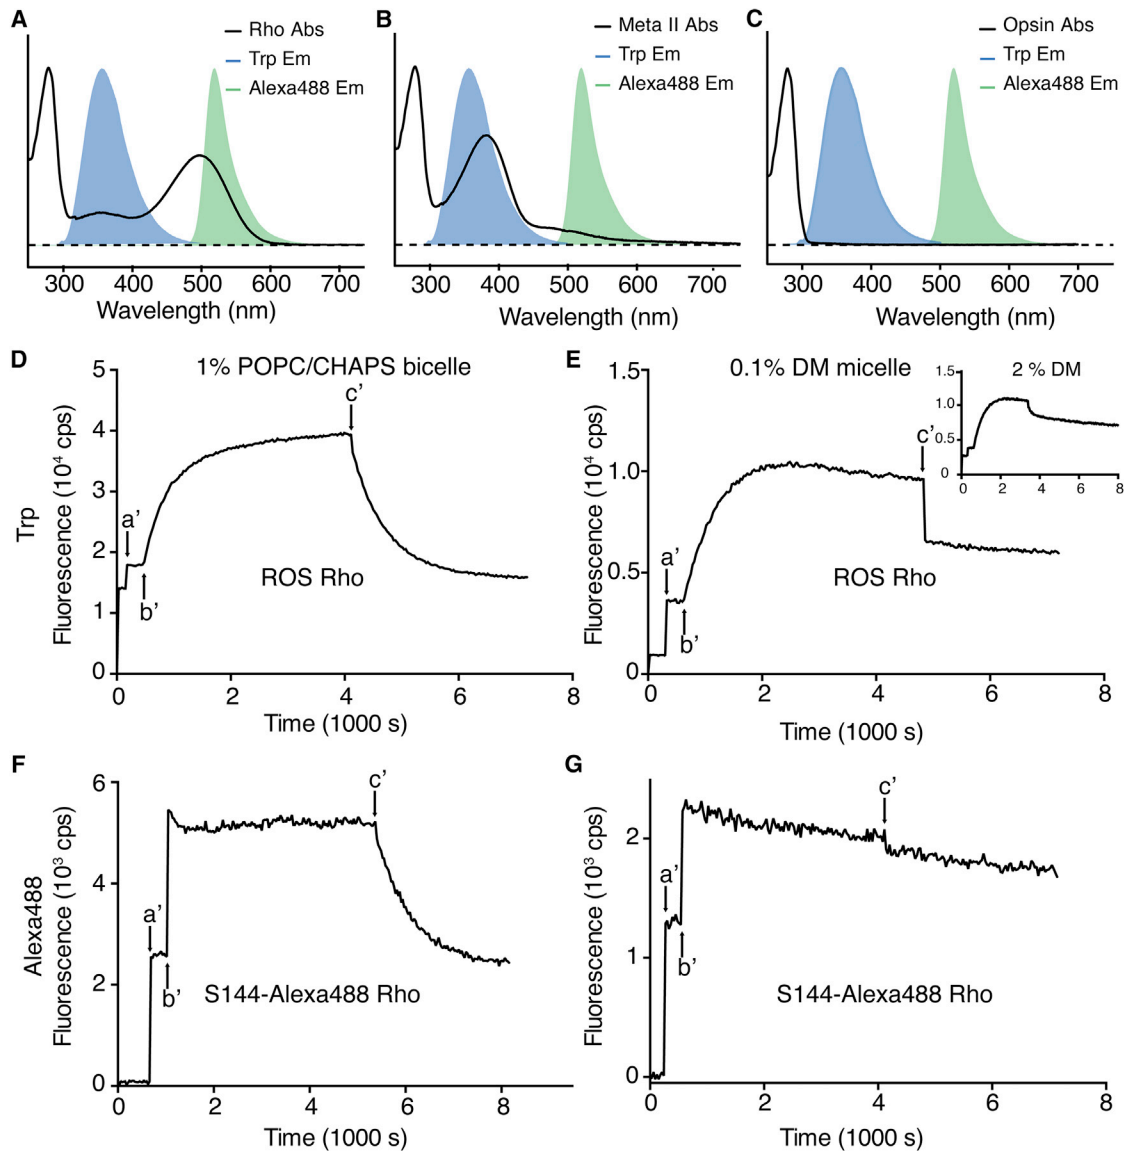 A
Rho Abs
Trp Em
Alexa488 Em
300 400 500 600 700
Wavelength (nm)
B
Meta II Abs
Trp Em
Alexa488 Em
300 400 500 600 700
Wavelength (nm)
C
Opsin Abs
Trp Em
Alexa488 Em
300 400 500 600 700
Wavelength (nm)
D
1% POPC/CHAPS bicelle
Trp
Fluorescence (10⁴ cps)
5
4
3
2
1
0
a’
b’
c’
ROS Rho
0 2 4 6 8
Time (1000 s)
E
0.1% DM micelle
Fluorescence (10⁴ cps)
1.5
1.0
0.5
0
a’
b’
c’
ROS Rho
0 2 4 6 8
Time (1000 s)
2 % DM
1.5
1.0
0.5
0
0 2 4 6 8
F
Alexa488
Fluorescence (10³ cps)
6
4
2
0
a’
b’
c’
S144-Alexa488 Rho
0 2 4 6 8
Time (1000 s)
G
Fluorescence (10³ cps)
2
1
0
a’
b’
c’
S144-Alexa488 Rho
0 2 4 6 8
Time (1000 s)